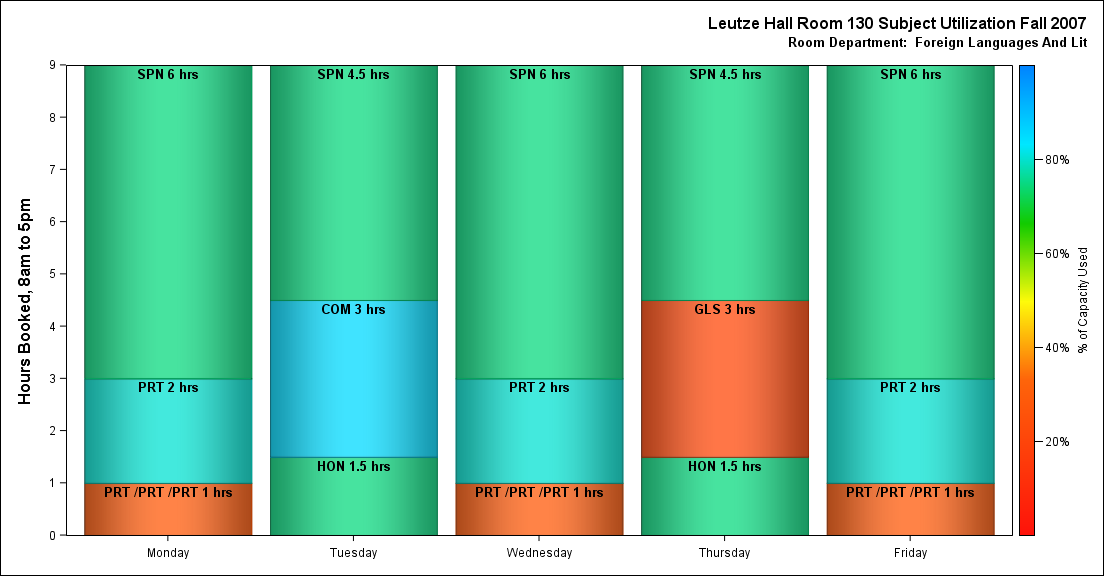 Leutze Hall Room 130 Subject Utilization Fall 2007
Room Department:  Foreign Languages And Lit
Hours Booked, 8am to 5pm
9
8
7
6
5
4
3
2
1
0
SPN 6 hrs
PRT 2 hrs
PRT /PRT /PRT 1 hrs
SPN 4.5 hrs
COM 3 hrs
HON 1.5 hrs
SPN 6 hrs
PRT 2 hrs
PRT /PRT /PRT 1 hrs
SPN 4.5 hrs
GLS 3 hrs
HON 1.5 hrs
SPN 6 hrs
PRT 2 hrs
PRT /PRT /PRT 1 hrs
Monday
Tuesday
Wednesday
Thursday
Friday
80%
60%
40%
20%
% of Capacity Used